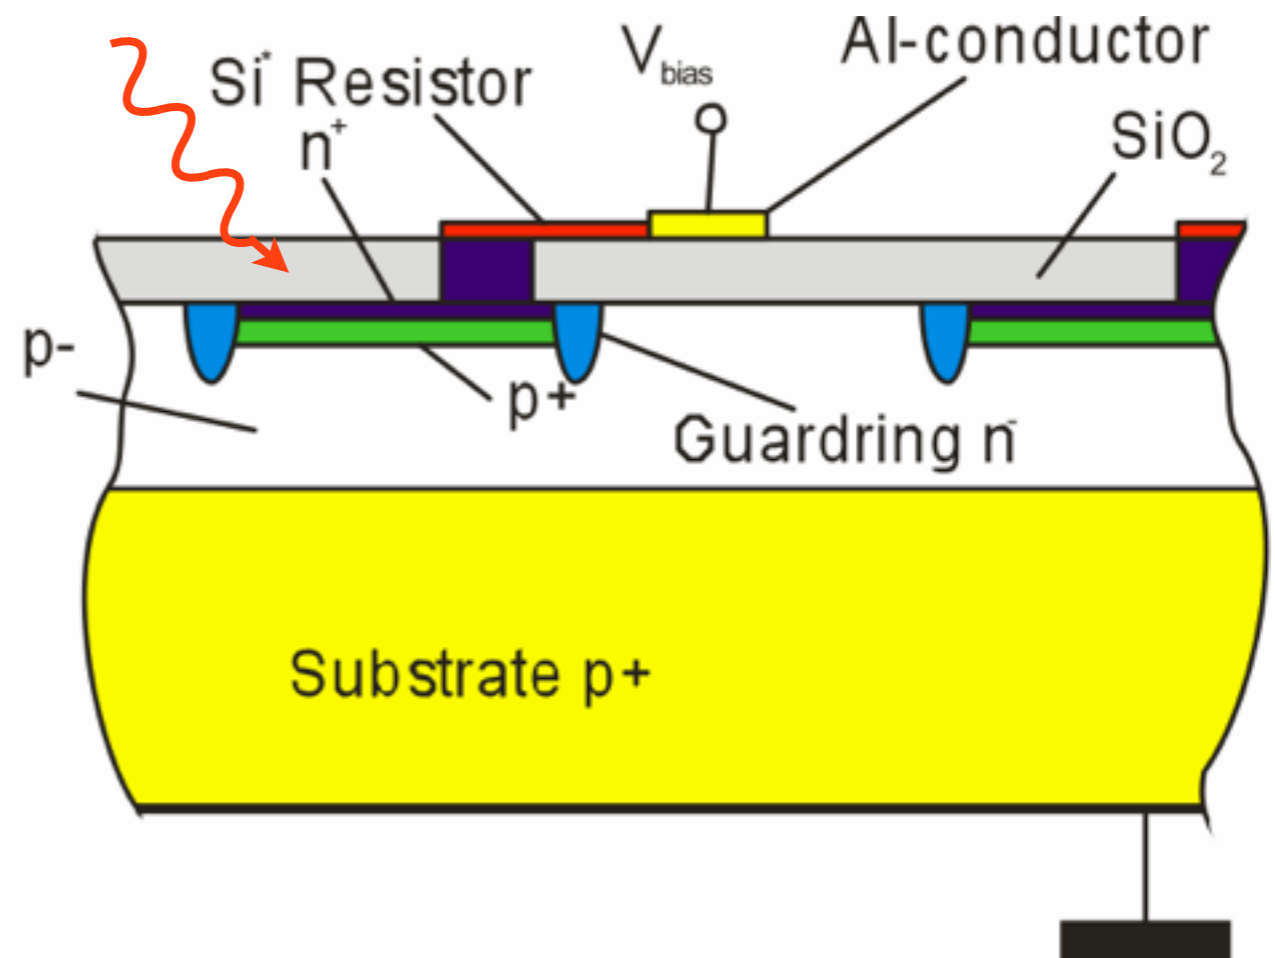 Si* Resistor
V bias
Al-conductor
n+
SiO2
p-
p+
Guardring n-
Substrate p+